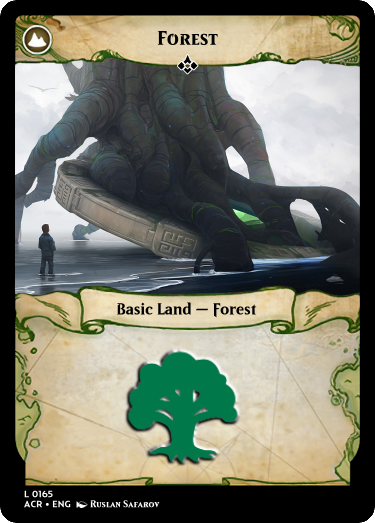 Forest
Basic Land — Forest
L 0165
ACR • ENG Ruslan Safarov